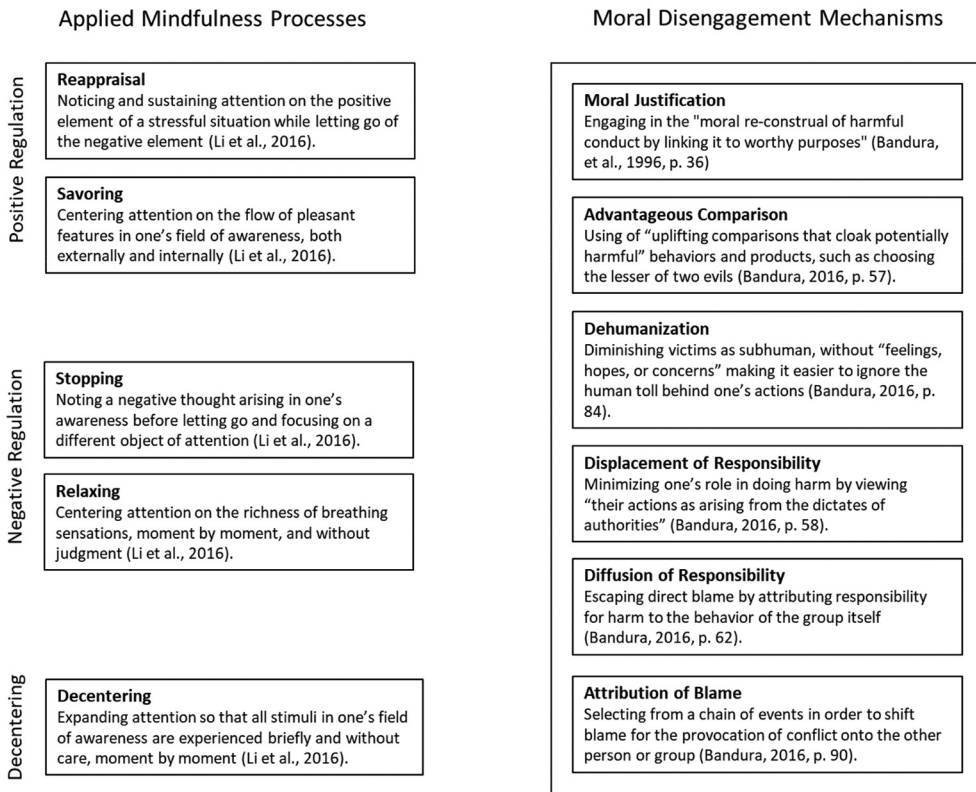 Applied Mindfulness Processes
Positive Regulation
Reappraisal
Noticing and sustaining attention on the positive
element of a stressful situation while letting go of
the negative element (Li et al., 2016).
Savoring
Centering attention on the flow of pleasant
features in one’s field of awareness, both
externally and internally (Li et al., 2016).
Negative Regulation
Stopping
Noting a negative thought arising in one’s
awareness before letting go and focusing on a
different object of attention (Li et al., 2016).
Relaxing
Centering attention on the richness of breathing
sensations, moment by moment, and without
judgment (Li et al., 2016).
Decentering
Decentering
Expanding attention so that all stimuli in one’s field
of awareness are experienced briefly and without
care, moment by moment (Li et al., 2016).
Moral Disengagement Mechanisms
Moral Justification
Engaging in the "moral re-construal of harmful
conduct by linking it to worthy purposes" (Bandura,
et al., 1996, p. 36)
Advantageous Comparison
Using of “uplifting comparisons that cloak potentially
harmful” behaviors and products, such as choosing
the lesser of two evils (Bandura, 2016, p. 57).
Dehumanization
Diminishing victims as subhuman, without “feelings,
hopes, or concerns” making it easier to ignore the
human toll behind one’s actions (Bandura, 2016, p.
84).
Displacement of Responsibility
Minimizing one’s role in doing harm by viewing
“their actions as arising from the dictates of
authorities” (Bandura, 2016, p. 58).
Diffusion of Responsibility
Escaping direct blame by attributing responsibility
for harm to the behavior of the group itself
(Bandura, 2016, p. 62).
Attribution of Blame
Selecting from a chain of events in order to shift
blame for the provocation of conflict onto the other
person or group (Bandura, 2016, p. 90).